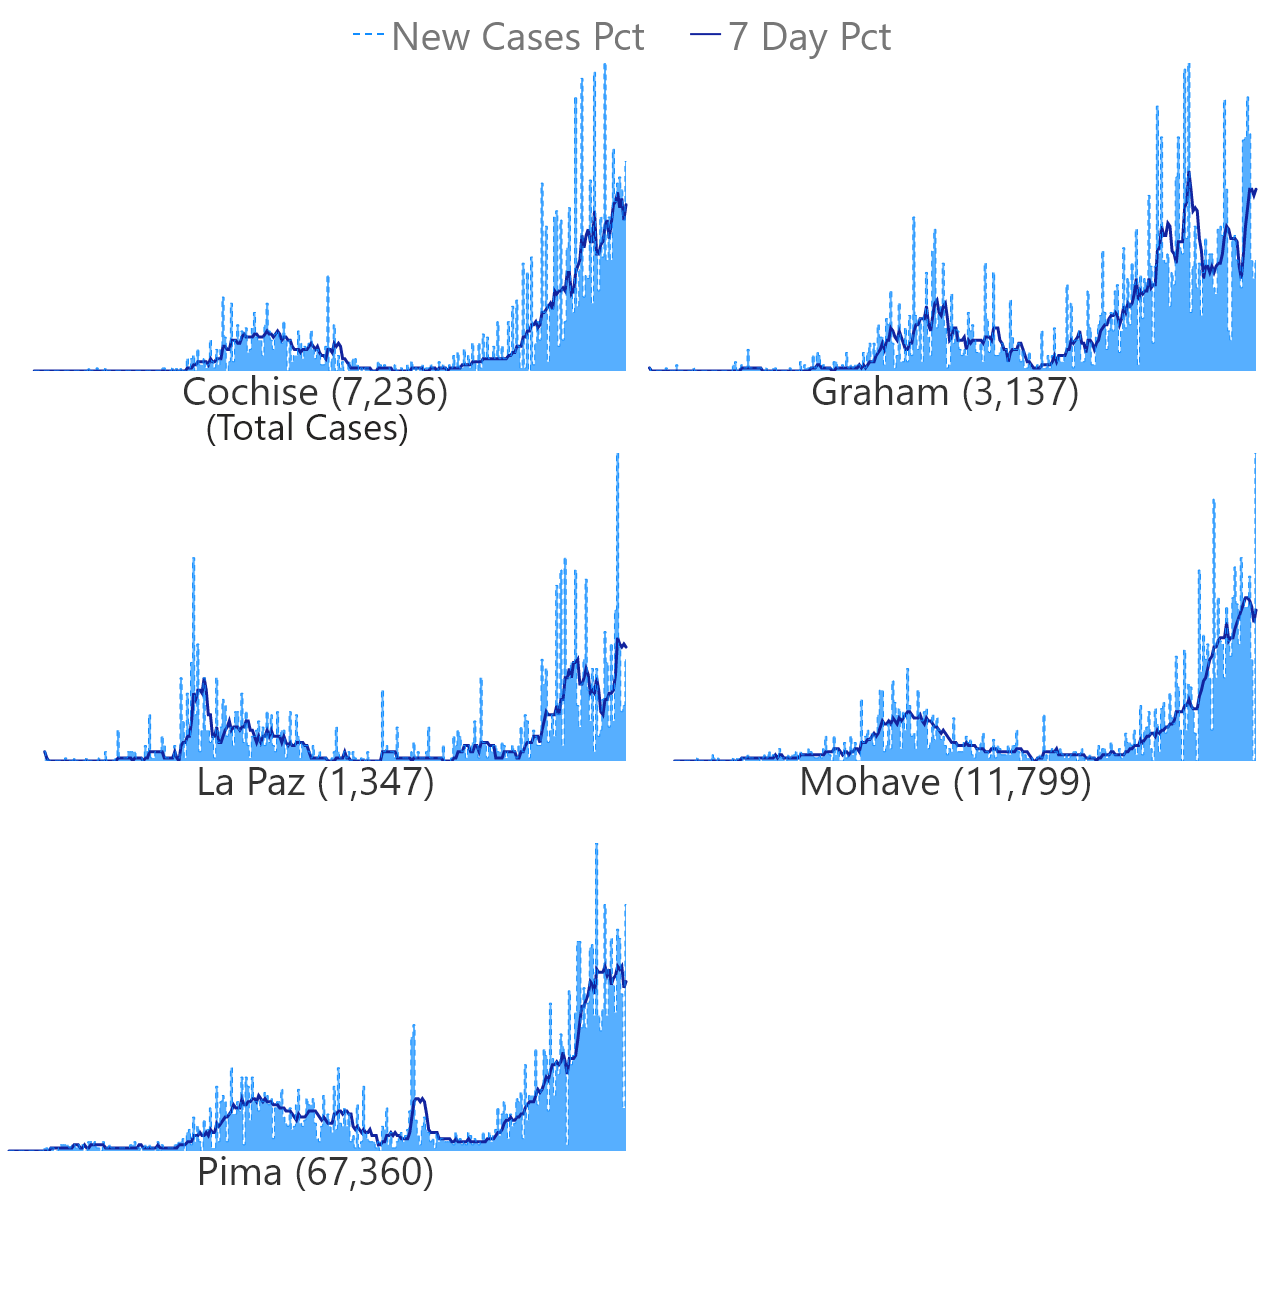 New Cases Pct 7 Day Pct
Cochise (7,236)
(Total Cases)
Graham (3,137)
La Paz (1,347)
Mohave (11,799)
Pima (67,360)